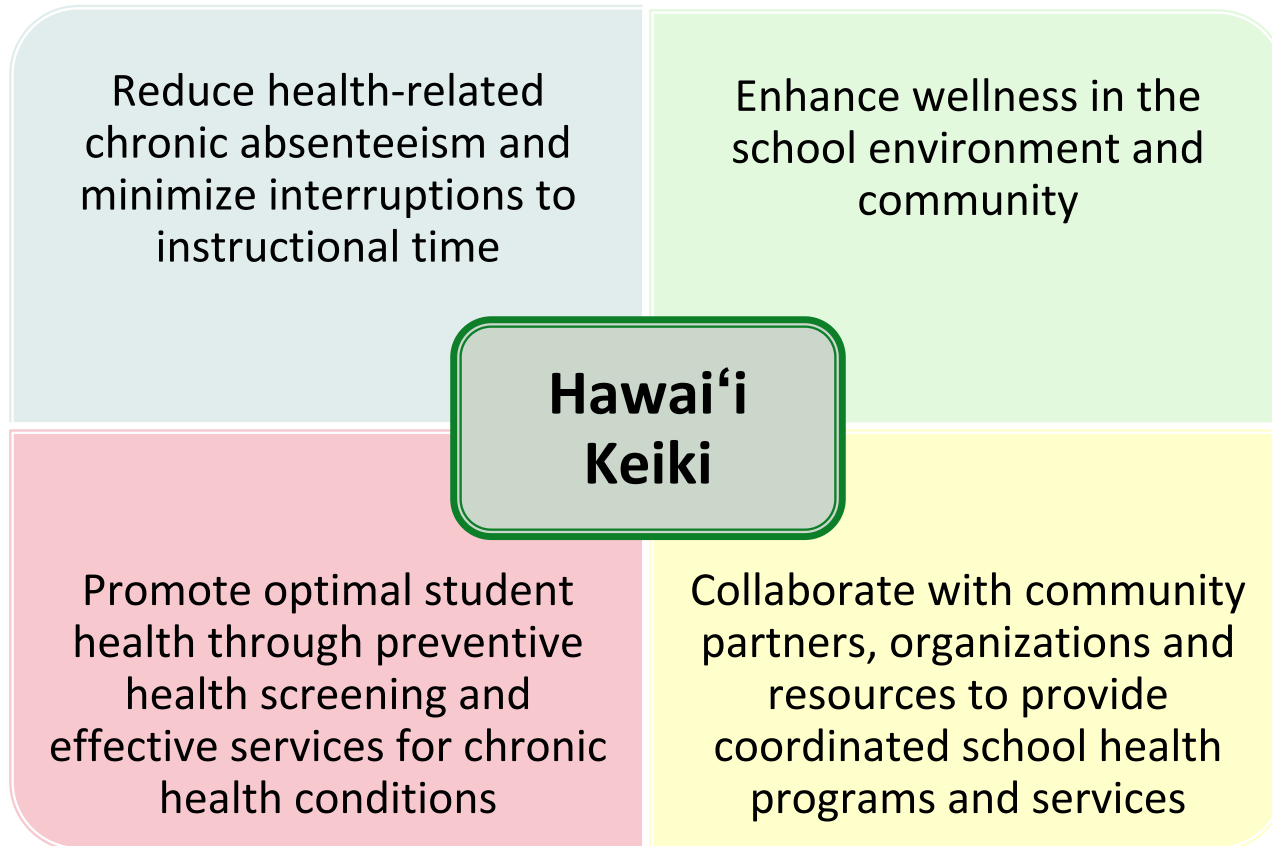 Reduce health-related
chronic absenteeism and
minimize interruptions to
instructional time
Enhance wellness in the
school environment and
community
Hawaiʻi
Keiki
Promote optimal student
health through preventive
health screening and
effective services for chronic
health conditions
Collaborate with community
partners, organizations and
resources to provide
coordinated school health
programs and services